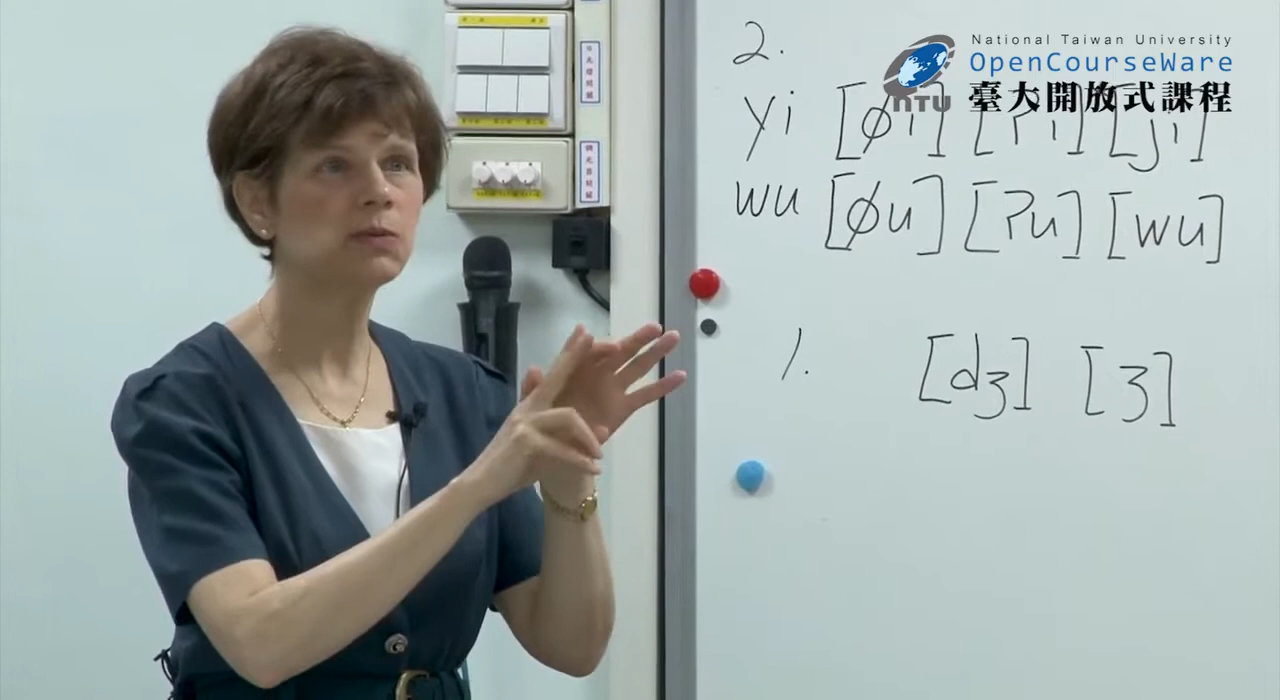 National Taiwan University
OpenCourseWare
NTU 臺大開放式課程
2.
yi [øi] [ʔi] [ji]
wu [øu] [ʔu] [wu]
1. [dʒ] [ʒ]